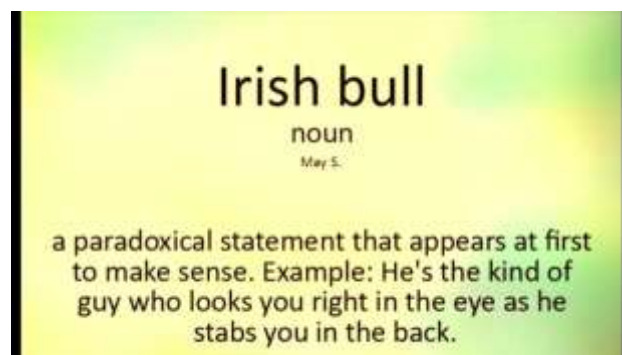 Irish bull
noun
May 5.
a paradoxical statement that appears at first
to make sense. Example: He's the kind of
guy who looks you right in the eye as he
stabs you in the back.